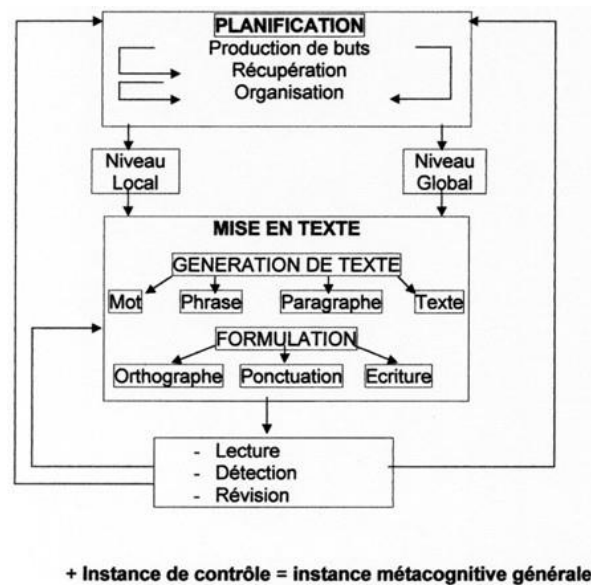 PLANIFICATION
Production de buts
Récupération
Organisation
Niveau Local
Niveau Global
MISE EN TEXTE
GENERATION DE TEXTE
Mot Phrase Paragraphe Texte
FORMULATION
Orthographe Ponctuation Ecriture
- Lecture
- Détection
- Révision
+ Instance de contrôle = instance métacognitive générale